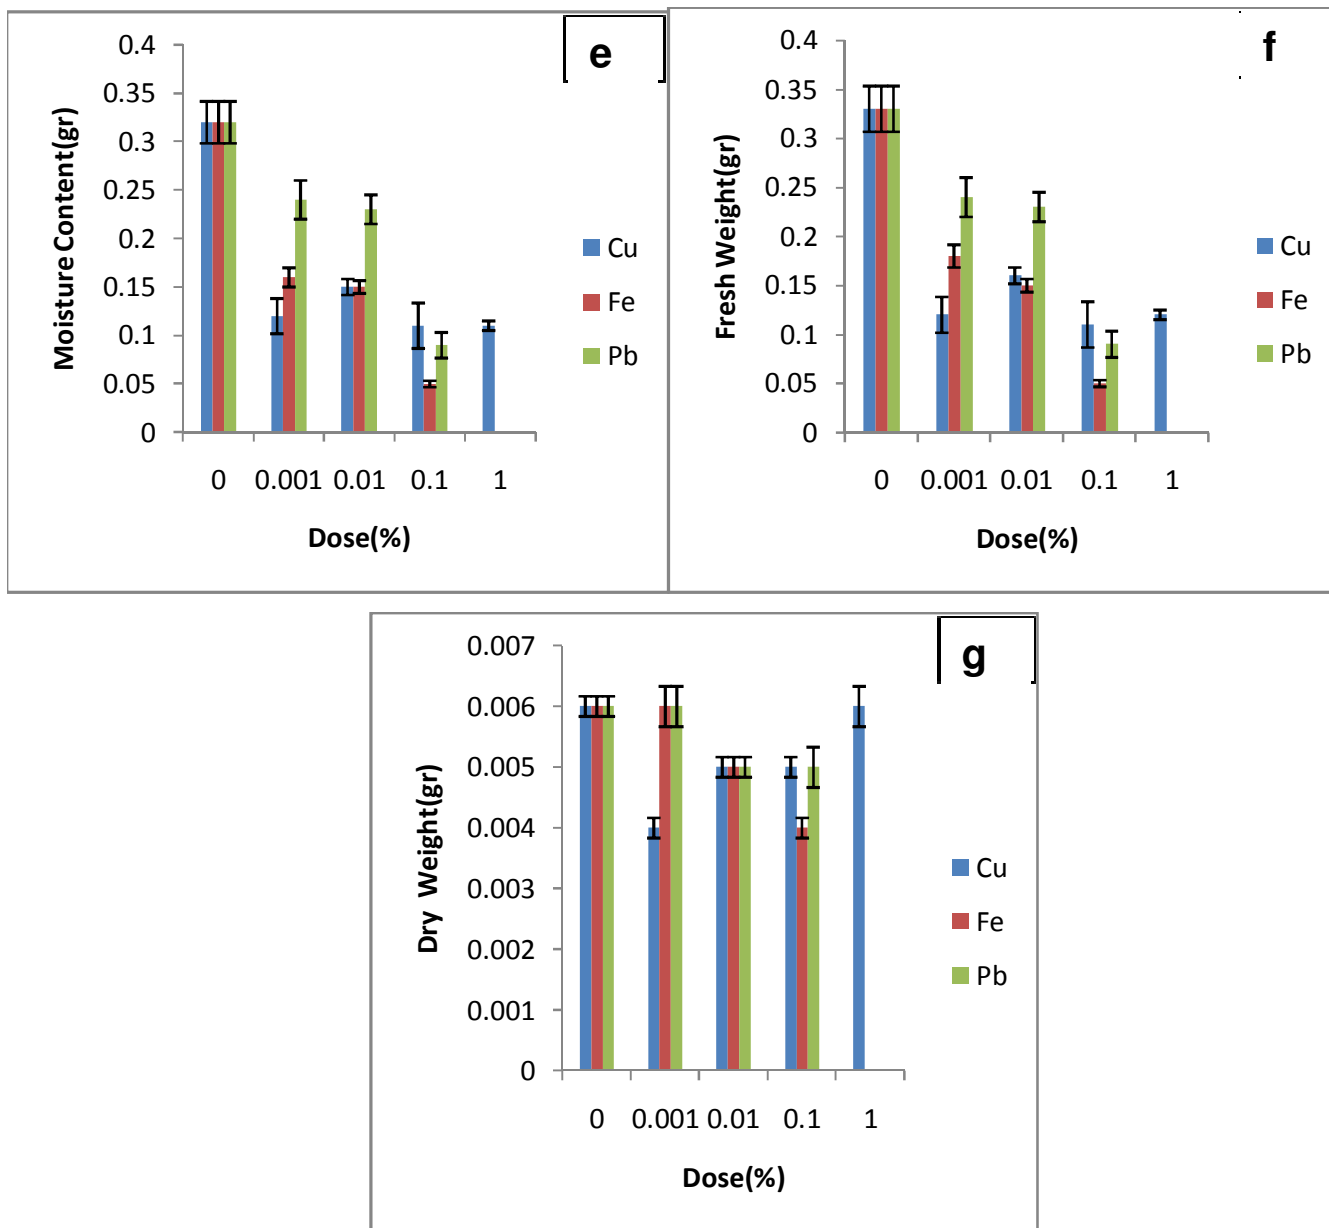 e
0.4
0.35
0.3
0.25
0.2
0.15
0.1
0.05
0
Moisture Content(gr)
0 0.001 0.01 0.1 1
Dose(%)
Cu
Fe
Pb
f
0.4
0.35
0.3
0.25
0.2
0.15
0.1
0.05
0
Fresh Weight(gr)
0 0.001 0.01 0.1 1
Dose(%)
Cu
Fe
Pb
g
0.007
0.006
0.005
0.004
0.003
0.002
0.001
0
Dry Weight(gr)
0 0.001 0.01 0.1 1
Dose(%)
Cu
Fe
Pb